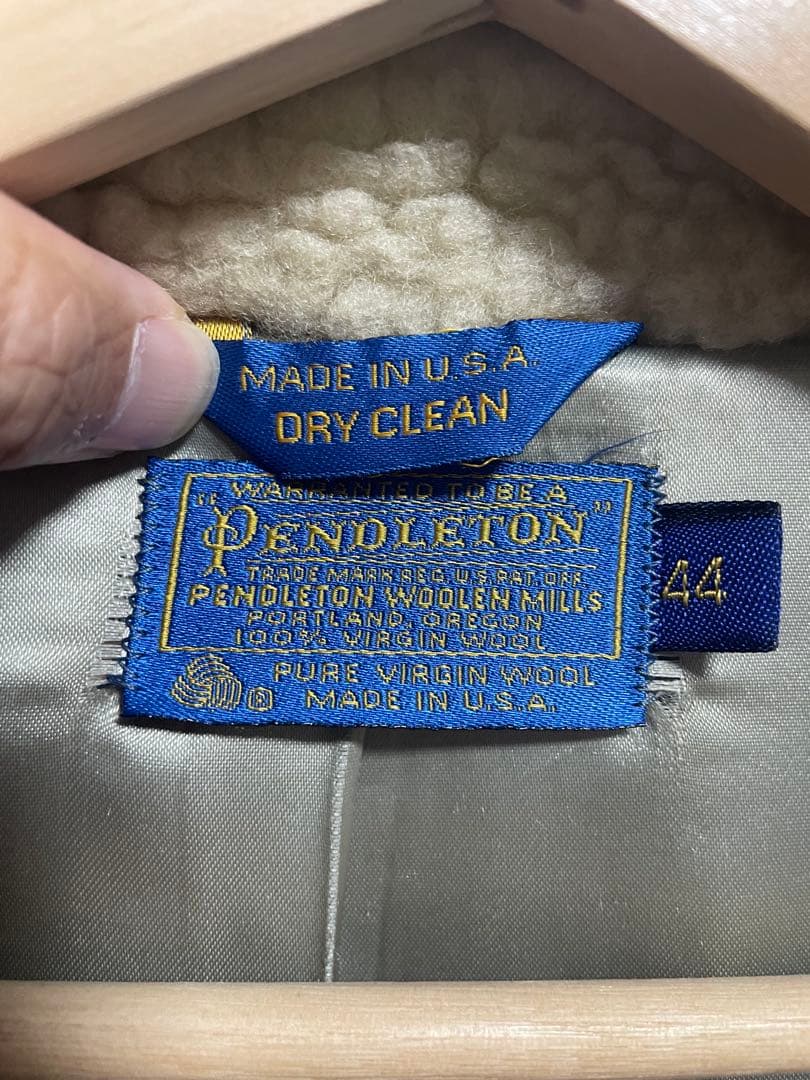 MADE IN U.S.A.
DRY CLEAN
WARRANTED TO BE A
"PENDLETON"
TRADE MARK REG. U.S. PAT. OFF.
PENDLETON WOOLEN MILLS
PORTLAND, OREGON
100% VIRGIN WOOL
PURE VIRGIN WOOL
MADE IN U.S.A.
44